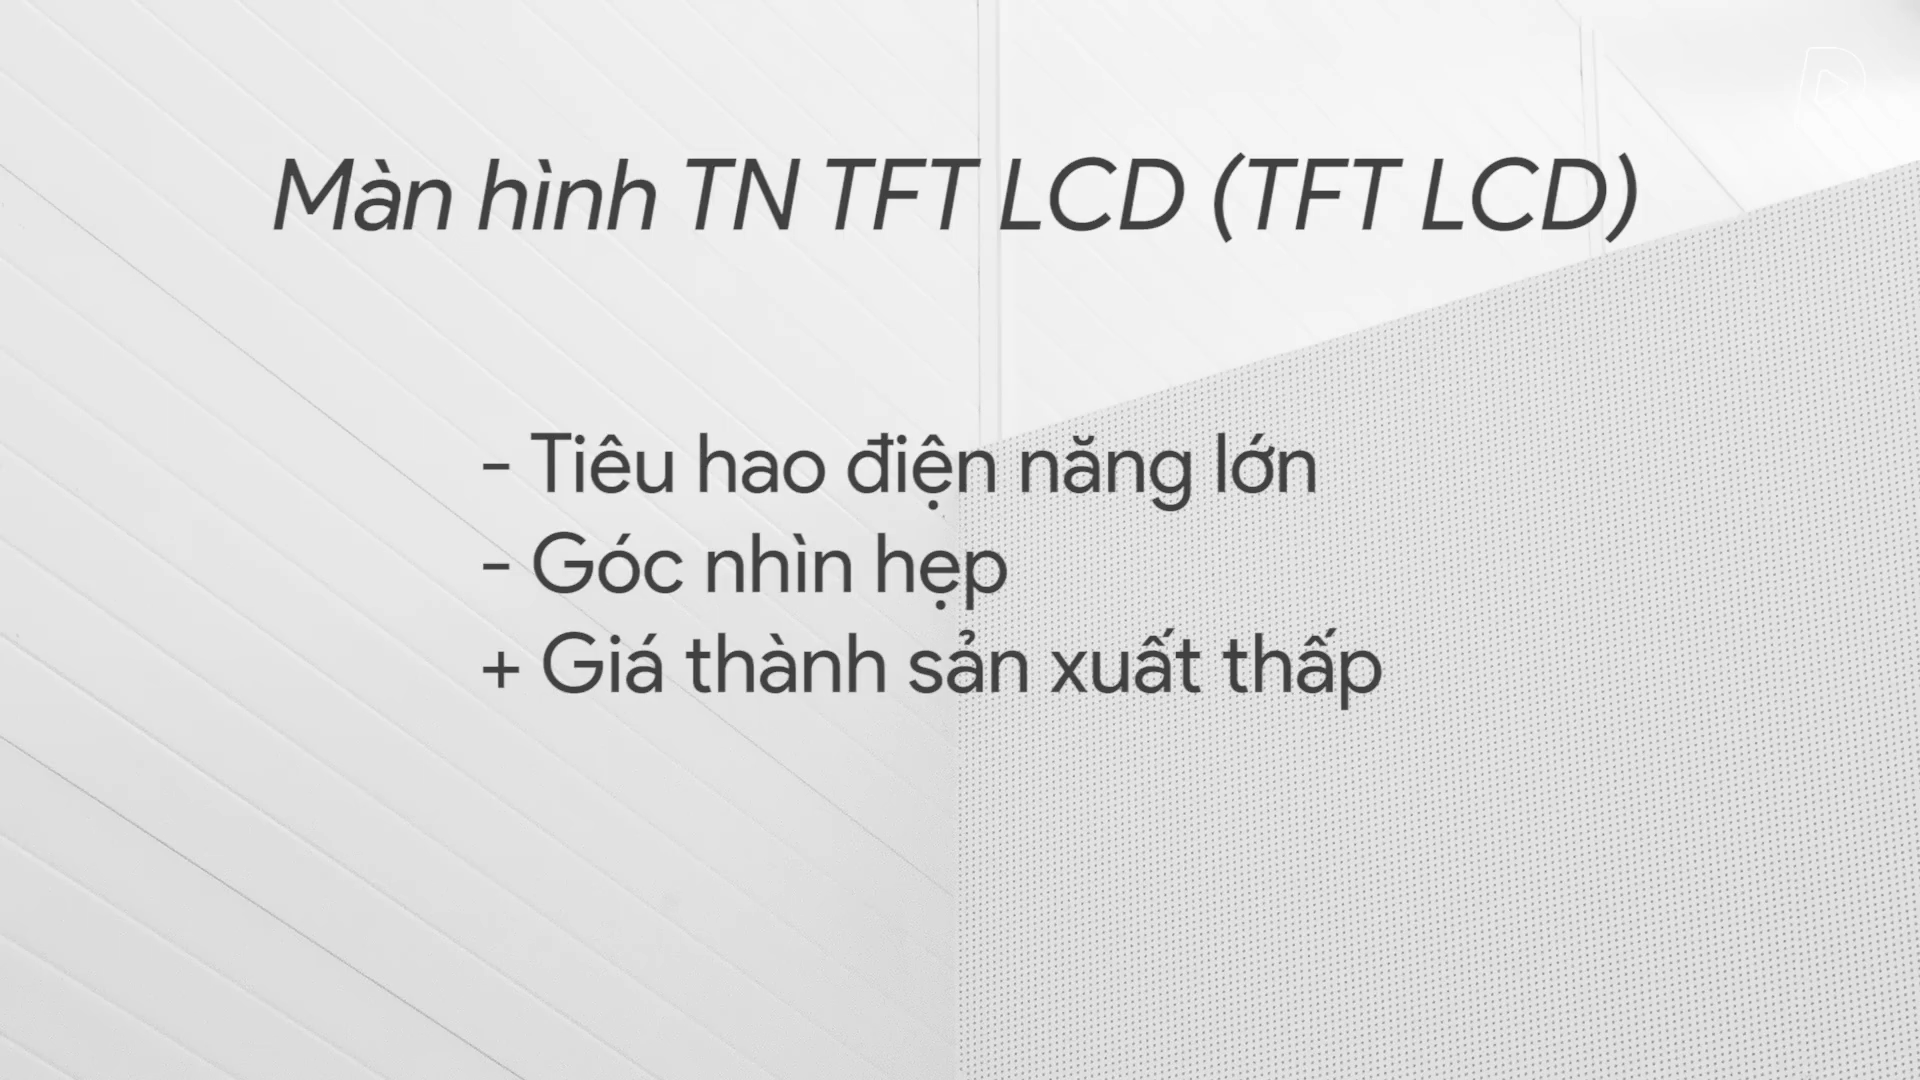 Màn hình TN TFT LCD (TFT LCD)
- Tiêu hao điện năng lớn
- Góc nhìn hẹp
+ Giá thành sản xuất thấp